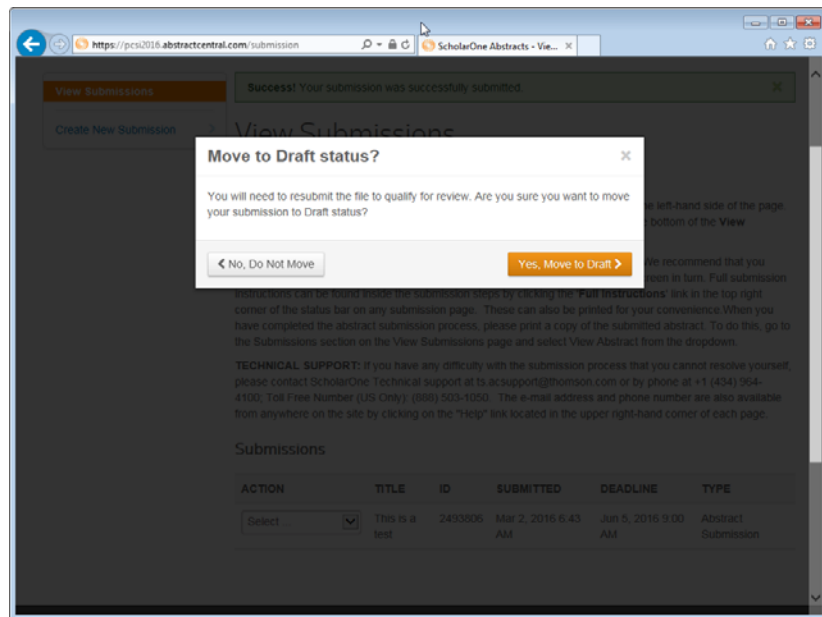 https://pcsi2016.abstractcentral.com/submission
ScholarOne Abstracts - Vie...
View Submissions
Create New Submission
Success! Your submission was successfully submitted.
View Submissions
Move to Draft status?
You will need to resubmit the file to qualify for review. Are you sure you want to move
your submission to Draft status?
No, Do Not Move
Yes, Move to Draft
left-hand side of the page.
bottom of the View
We recommend that you
in turn. Full submission
instructions can be found inside the submission steps by clicking the "Full Instructions" link in the top right
corner of the status bar on any submission page. These can also be printed for your convenience.When you
have completed the abstract submission process, please print a copy of the submitted abstract. To do this, go to
the Submissions section on the View Submissions page and select View Abstract from the dropdown.
TECHNICAL SUPPORT: If you have any difficulty with the submission process that you cannot resolve yourself,
please contact ScholarOne Technical support at ts.acsupport@thomson.com or by phone at +1 (434) 964-
4100; Toll Free Number (US Only): (888) 503-1050. The e-mail address and phone number are also available
from anywhere on the site by clicking on the "Help" link located in the upper right-hand corner of each page.
Submissions
ACTION TITLE ID SUBMITTED DEADLINE TYPE
Select ... This is a 2493806 Mar 2, 2016 6:43 Jun 5, 2016 9:00 Abstract
test AM AM Submission